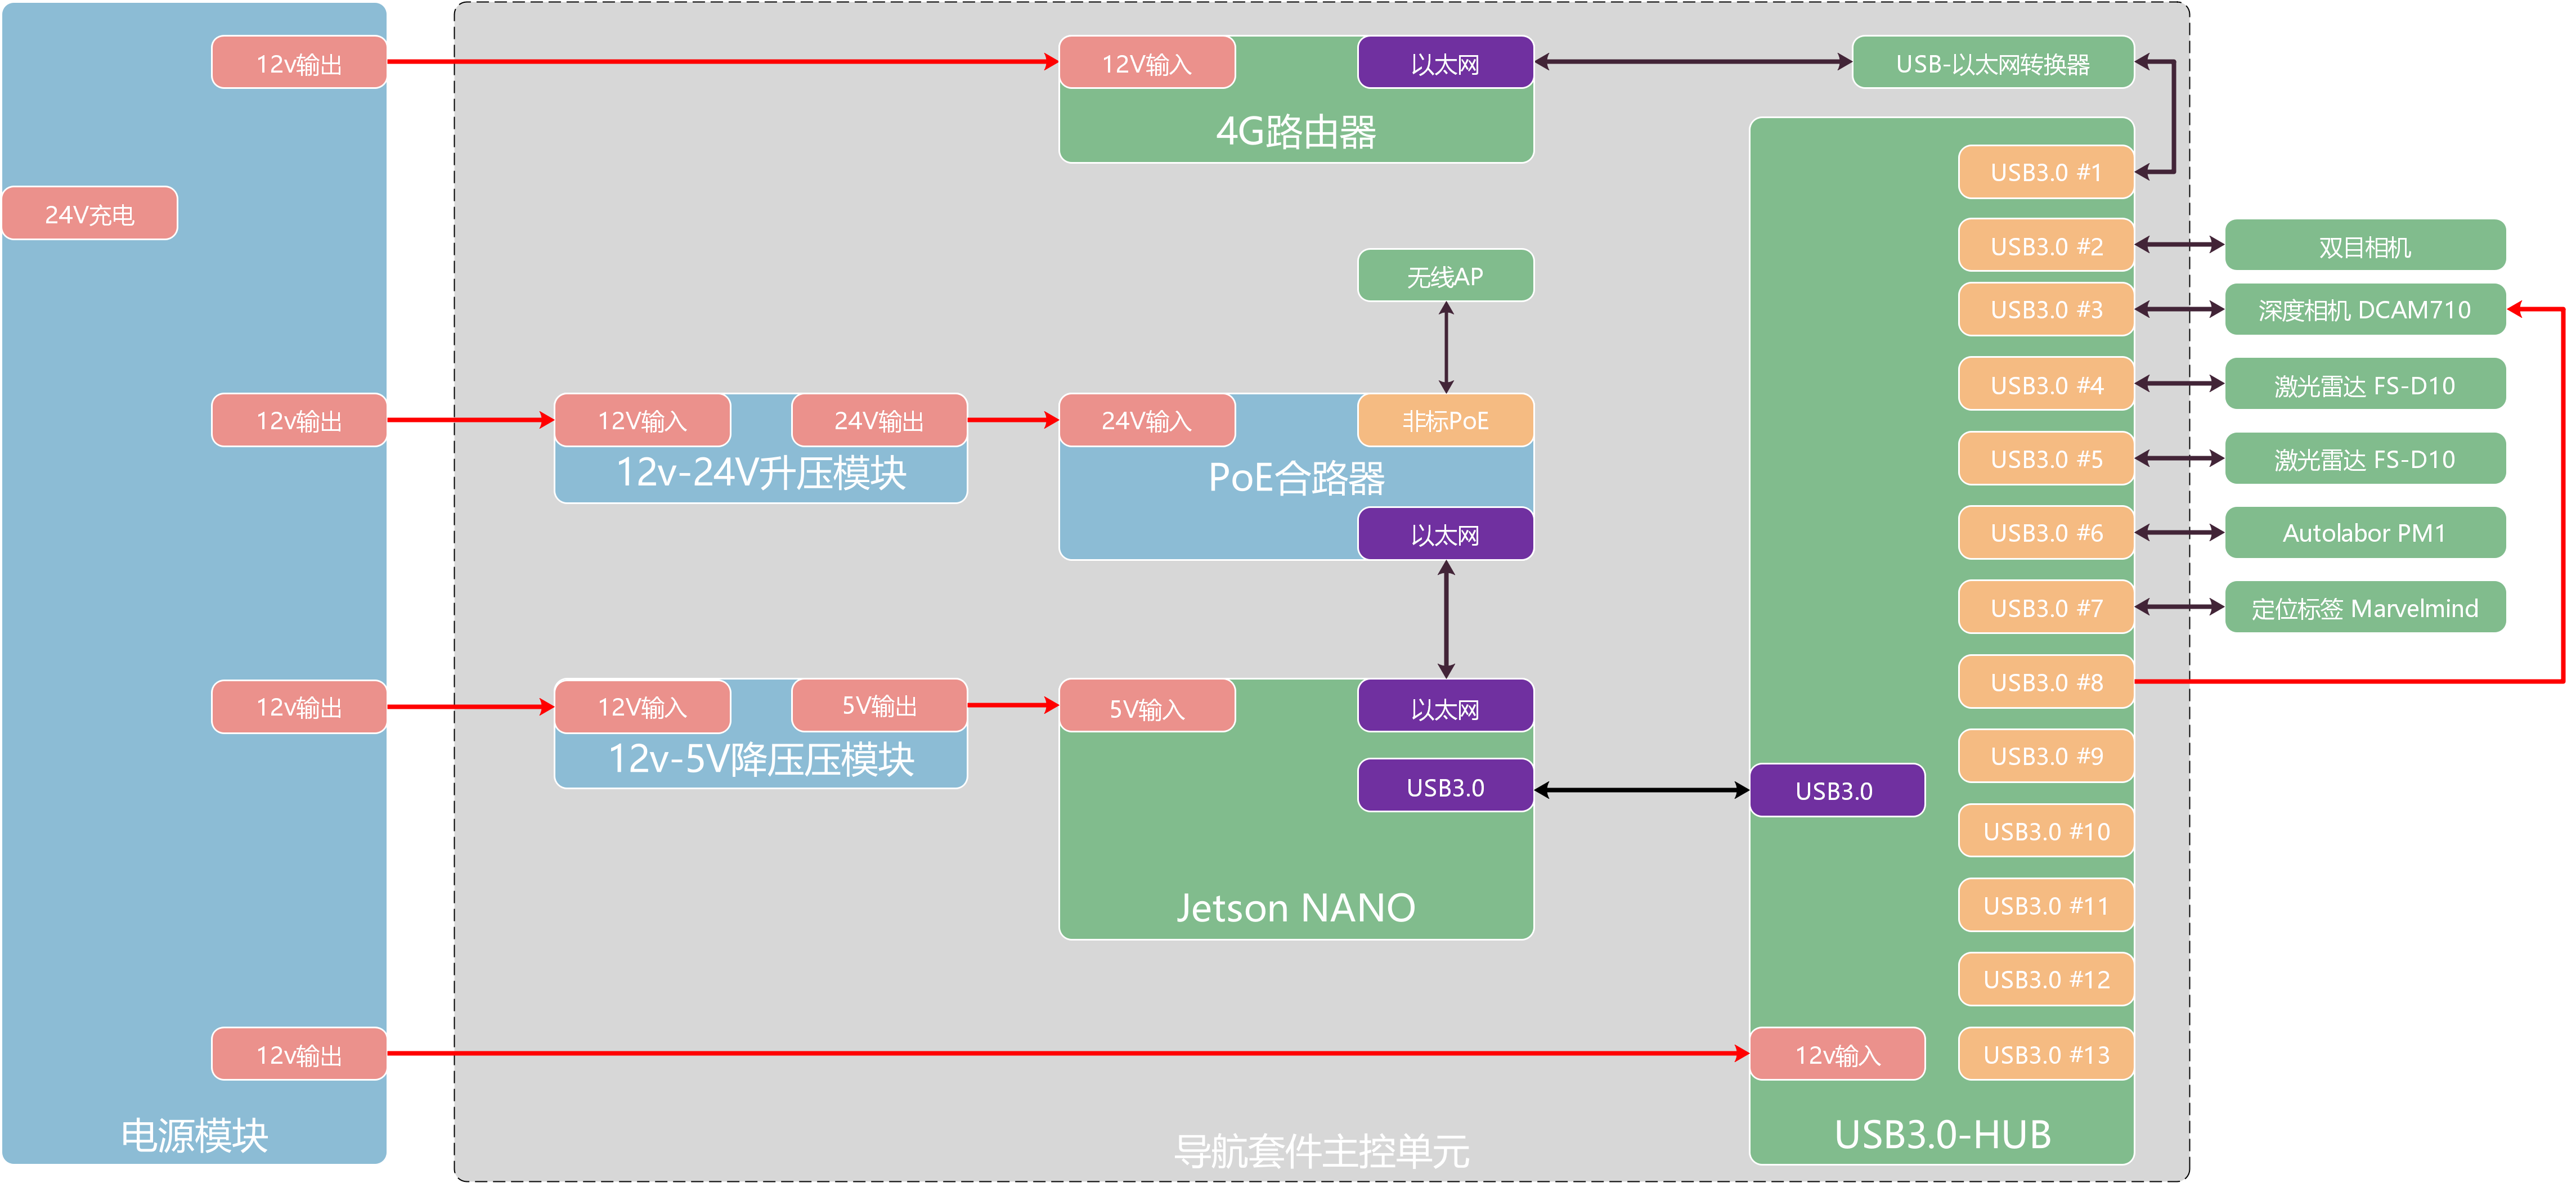 12v输出
12V输入
以太网
USB-以太网转换器
4G路由器
USB3.0 #1
24V充电
USB3.0 #2
双目相机
无线AP
USB3.0 #3
深度相机 DCAM710
USB3.0 #4
激光雷达 FS-D10
12v输出
12V输入
24V输出
24V输入
非标PoE
12v-24V升压模块
PoE合路器
USB3.0 #5
激光雷达 FS-D10
以太网
USB3.0 #6
Autolabor PM1
USB3.0 #7
定位标签 Marvelmind
USB3.0 #8
12v输出
12V输入
5V输出
5V输入
以太网
12v-5V降压压模块
USB3.0 #9
USB3.0
USB3.0
USB3.0 #10
Jetson NANO
USB3.0 #11
USB3.0 #12
12v输出
12v输入
USB3.0 #13
电源模块
导航套件主控单元
USB3.0-HUB